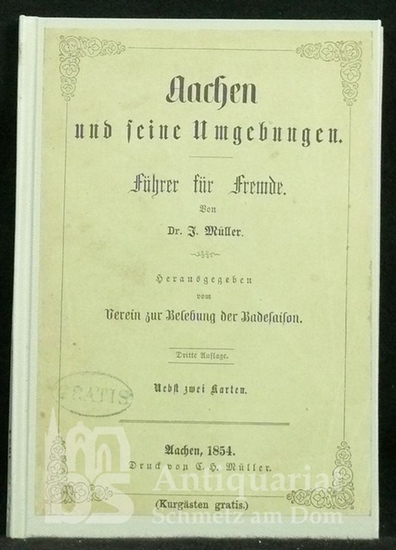 Aachen
und seine Umgebungen.
Führer für Fremde.
Von
Dr. J. Müller.
Herausgegeben
vom
Verein zur Belebung der Badesaison.
Dritte Auflage.
GRATIS
Nebst zwei Karten.
Aachen, 1854.
Druck von C. H. Müller.
(Kurgästen gratis.)
Antiquariat
Schmetz am Dom